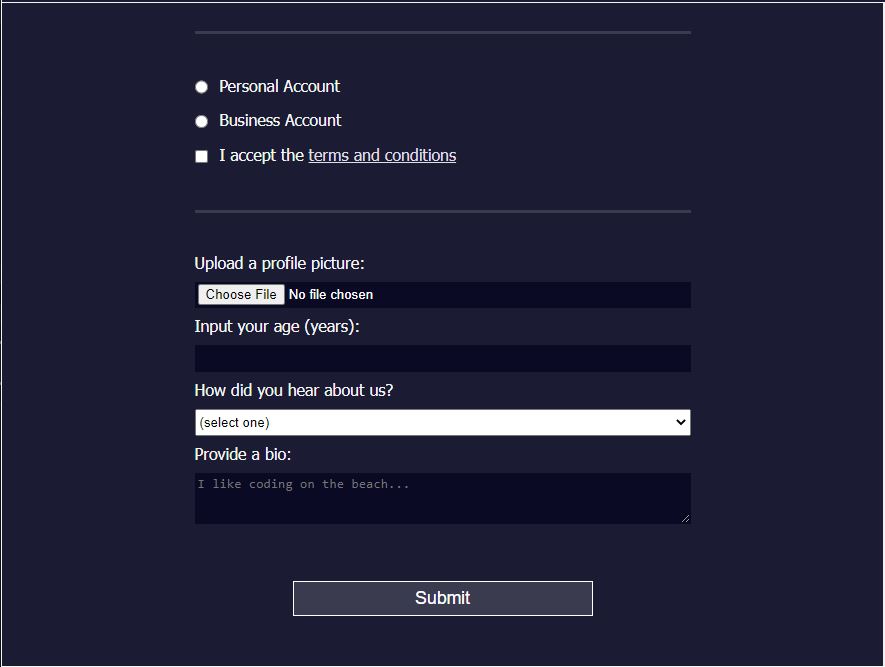 Personal Account
Business Account
I accept the terms and conditions
Upload a profile picture:
Choose File No file chosen
Input your age (years):
How did you hear about us?
(select one)
Provide a bio:
I like coding on the beach...
Submit